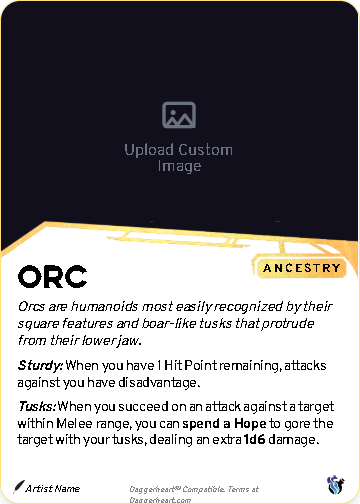 Upload Custom
Image
ANCESTRY
ORC
Orcs are humanoids most easily recognized by their
square features and boar-like tusks that protrude
from their lower jaw.
Sturdy: When you have 1 Hit Point remaining, attacks
against you have disadvantage.
Tusks: When you succeed on an attack against a target
within Melee range, you can spend a Hope to gore the
target with your tusks, dealing an extra 1d6 damage.
Artist Name
Daggerheart™ Compatible. Terms at
Daggerheart.com